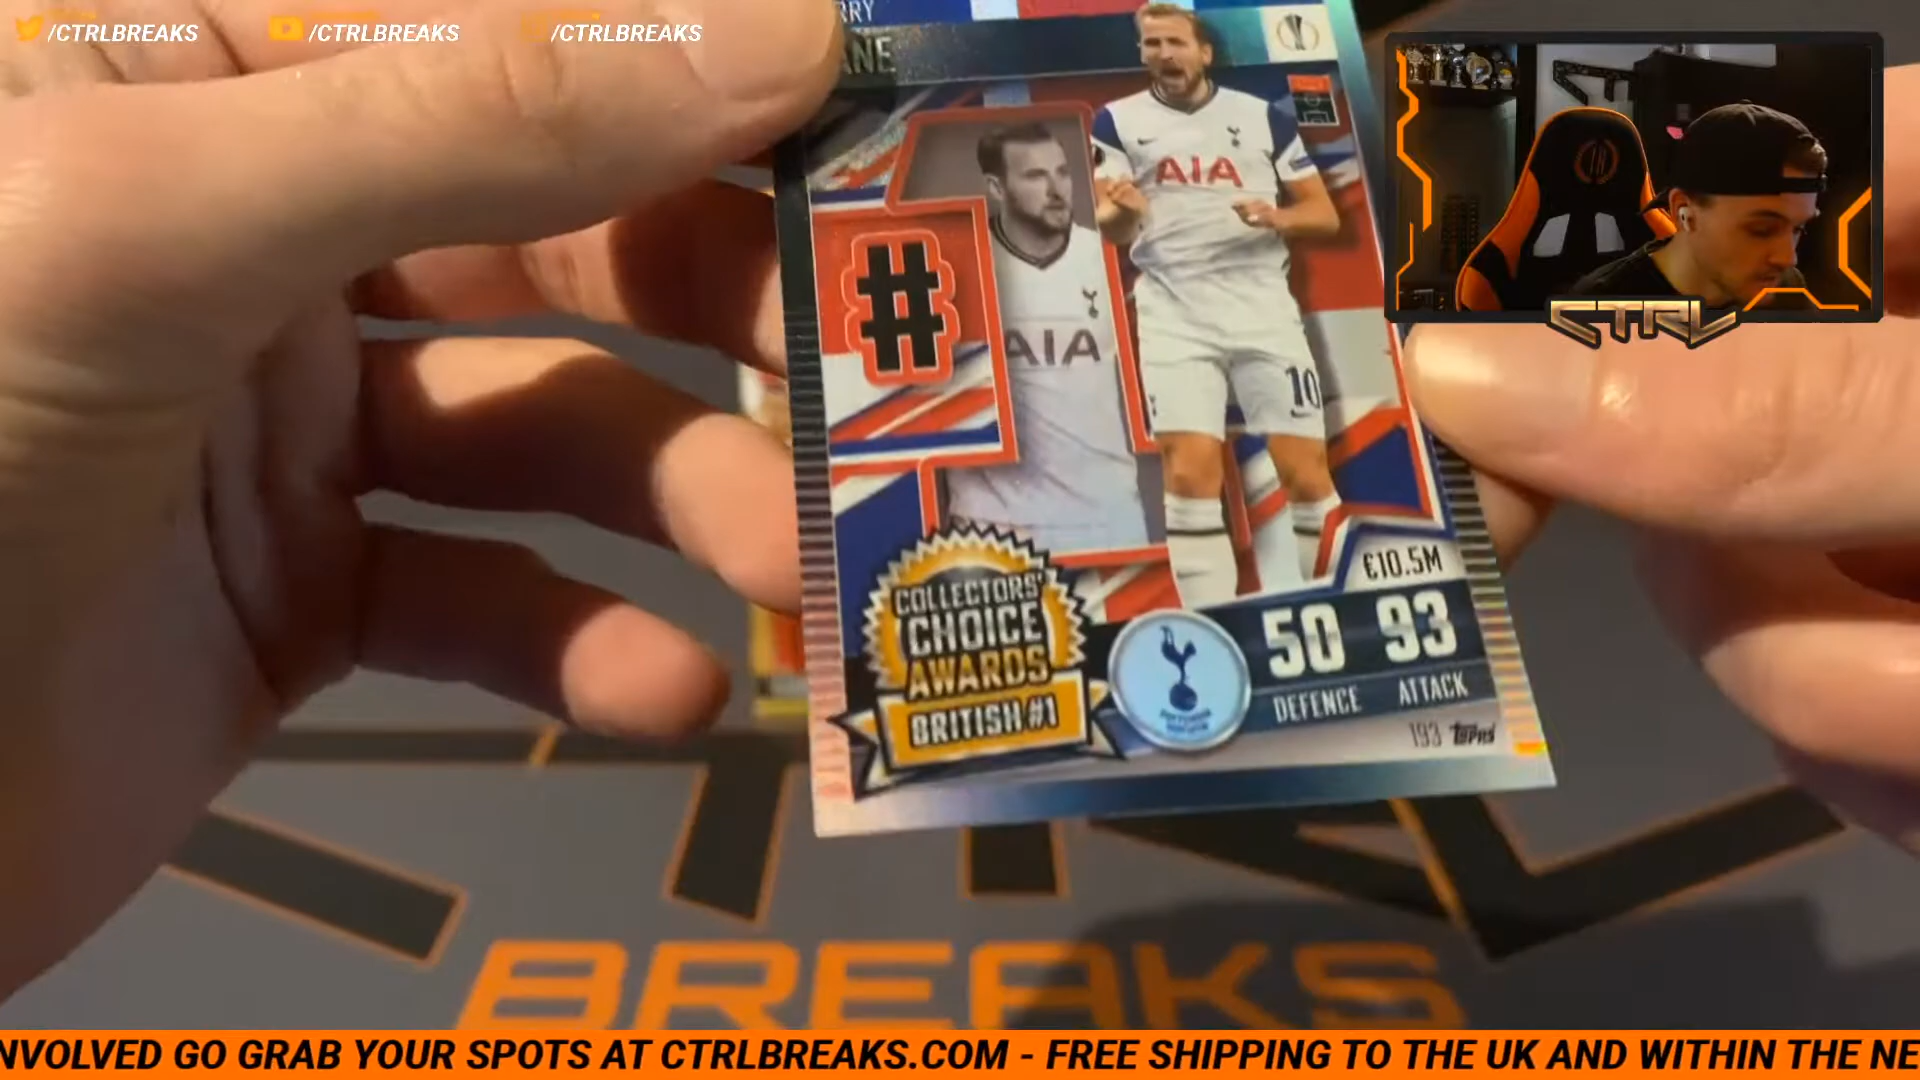 /CTRLBREAKS /CTRLBREAKS /CTRLBREAKS
RRY
ANE
AIA
AIA
#
10
€10.5M
COLLECTORS'
CHOICE
AWARDS
BRITISH #1
50 93
DEFENCE ATTACK
193 TOPPS
CTRL
BREAKS
NVOLVED GO GRAB YOUR SPOTS AT CTRLBREAKS.COM - FREE SHIPPING TO THE UK AND WITHIN THE NE